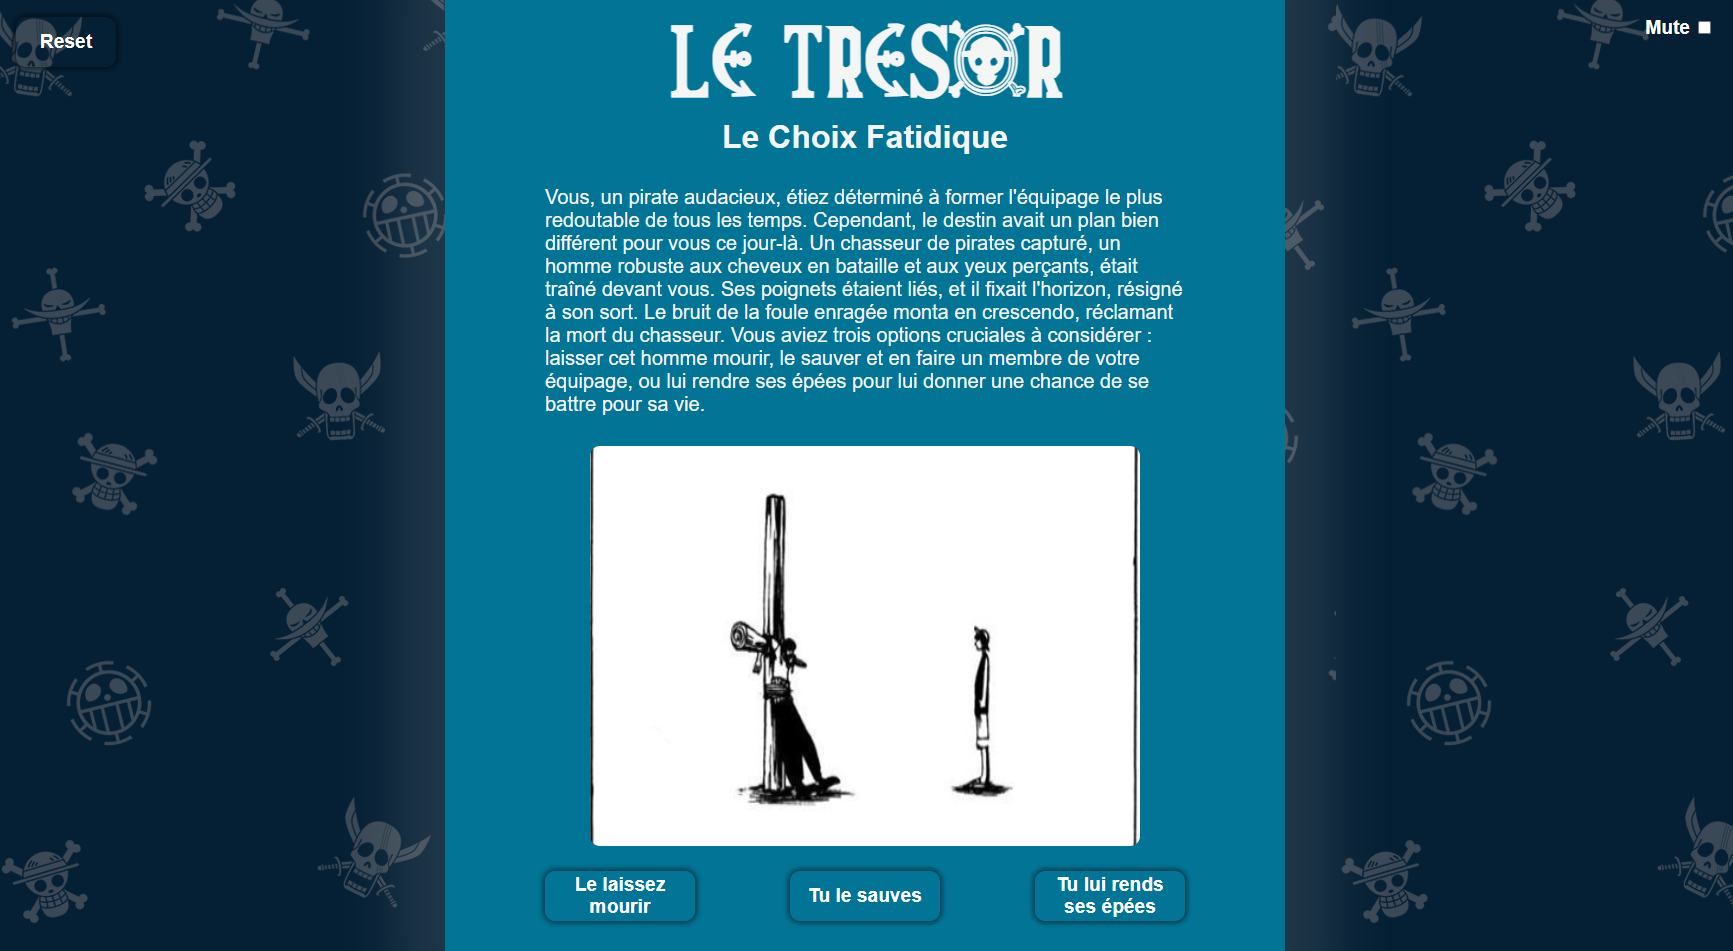 Reset
Mute
LE TRESOR
Le Choix Fatidique
Vous, un pirate audacieux, étiez déterminé à former l'équipage le plus
redoutable de tous les temps. Cependant, le destin avait un plan bien
différent pour vous ce jour-là. Un chasseur de pirates capturé, un
homme robuste aux cheveux en bataille et aux yeux perçants, était
traîné devant vous. Ses poignets étaient liés, et il fixait l'horizon, résigné
à son sort. Le bruit de la foule enragée monta en crescendo, réclamant
la mort du chasseur. Vous aviez trois options cruciales à considérer :
laisser cet homme mourir, le sauver et en faire un membre de votre
équipage, ou lui rendre ses épées pour lui donner une chance de se
battre pour sa vie.
Le laissez
mourir
Tu le sauves
Tu lui rends
ses épées